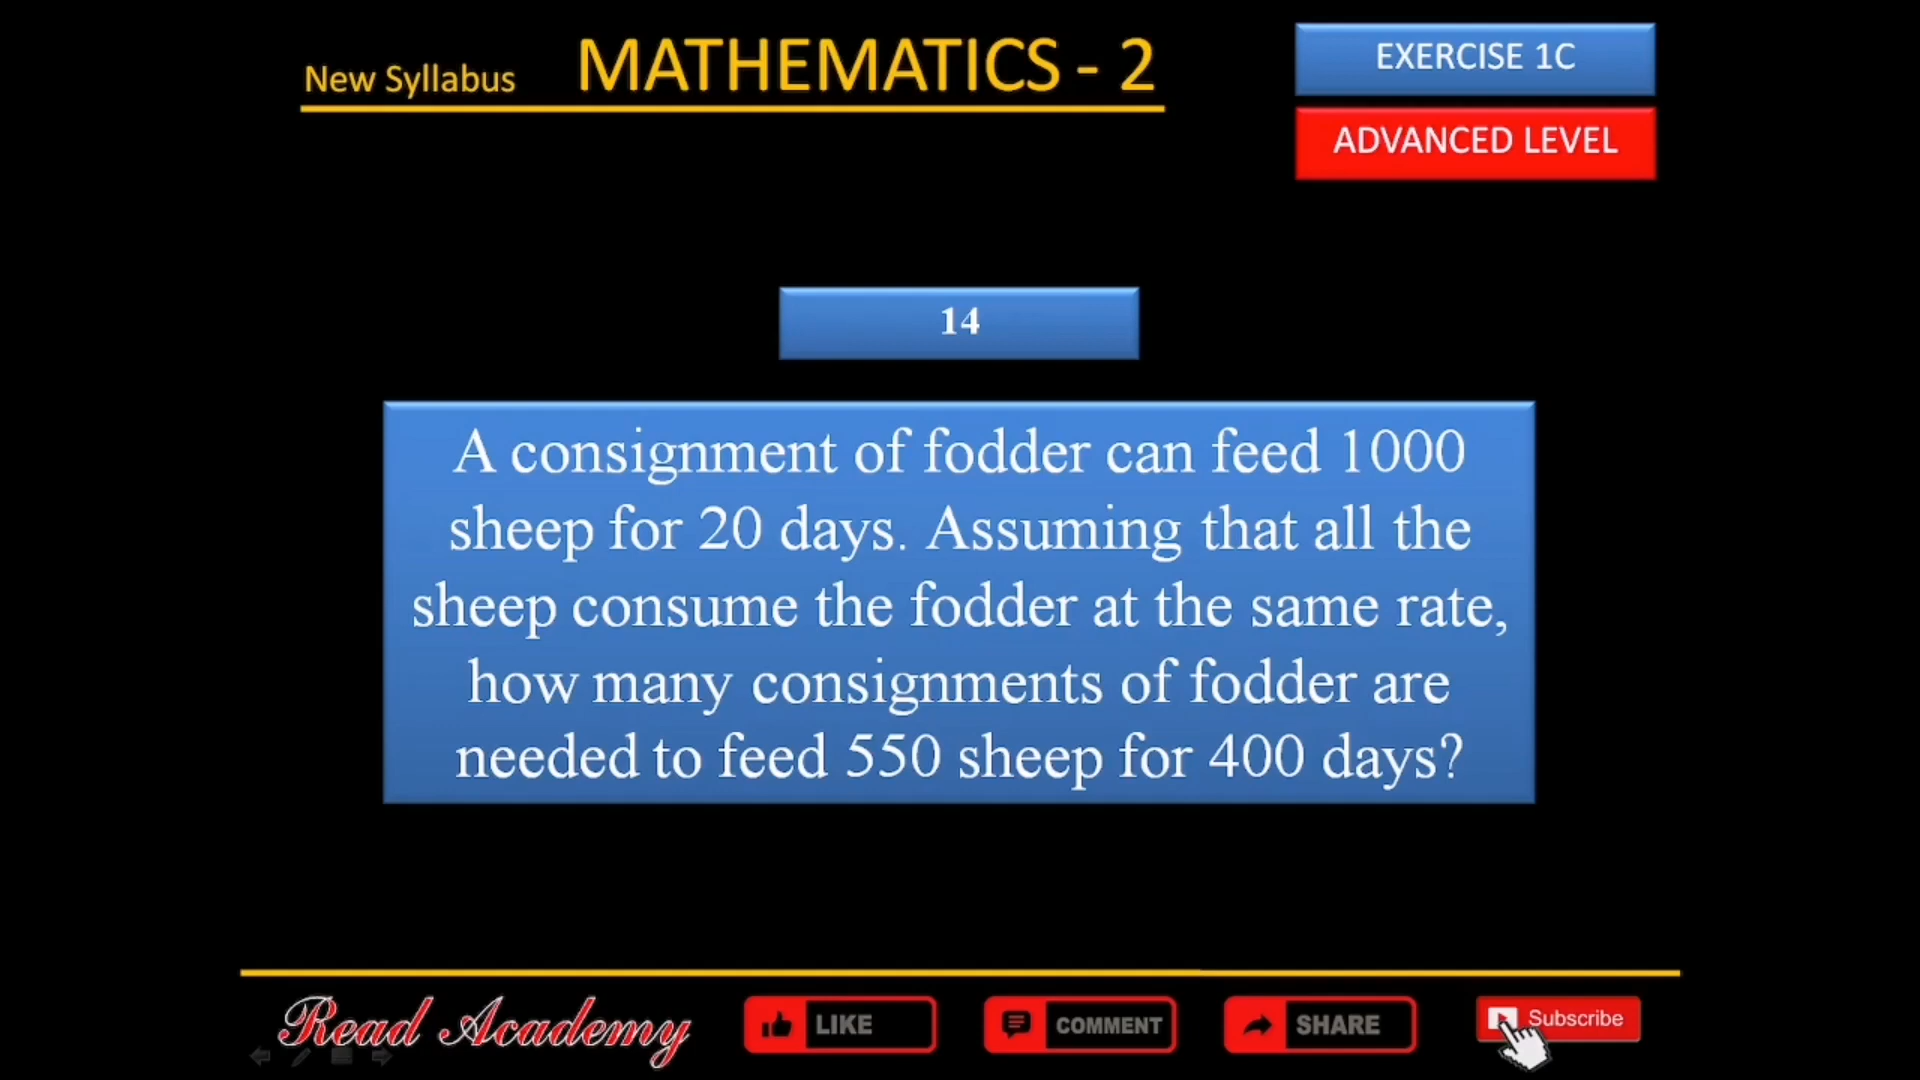 New Syllabus MATHEMATICS - 2
EXERCISE 1C
ADVANCED LEVEL
14
A consignment of fodder can feed 1000
sheep for 20 days. Assuming that all the
sheep consume the fodder at the same rate,
how many consignments of fodder are
needed to feed 550 sheep for 400 days?
Read Academy
LIKE
COMMENT
SHARE
Subscribe